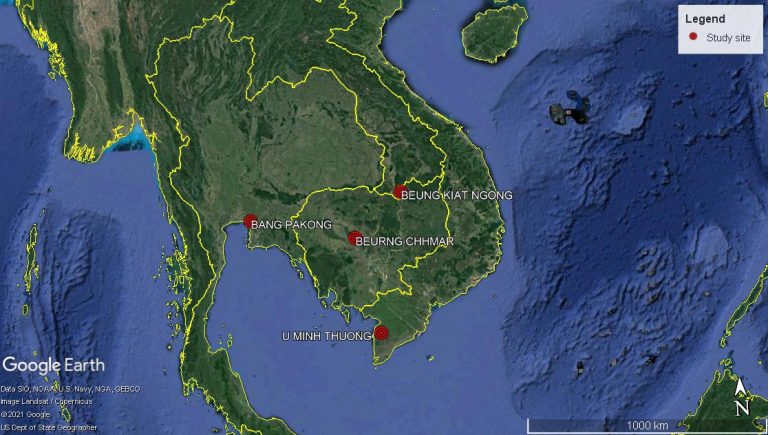 Legend
Study site
BEUNG KIAT NGONG
BANG PAKONG
BEURNG CHHMAR
U MINH THUONG
Google Earth
Data SIO, NOAA, U.S. Navy, NGA, GEBCO
Image Landsat / Copernicus
© 2021 Google
US Dept of State Geographer
N
1000 km